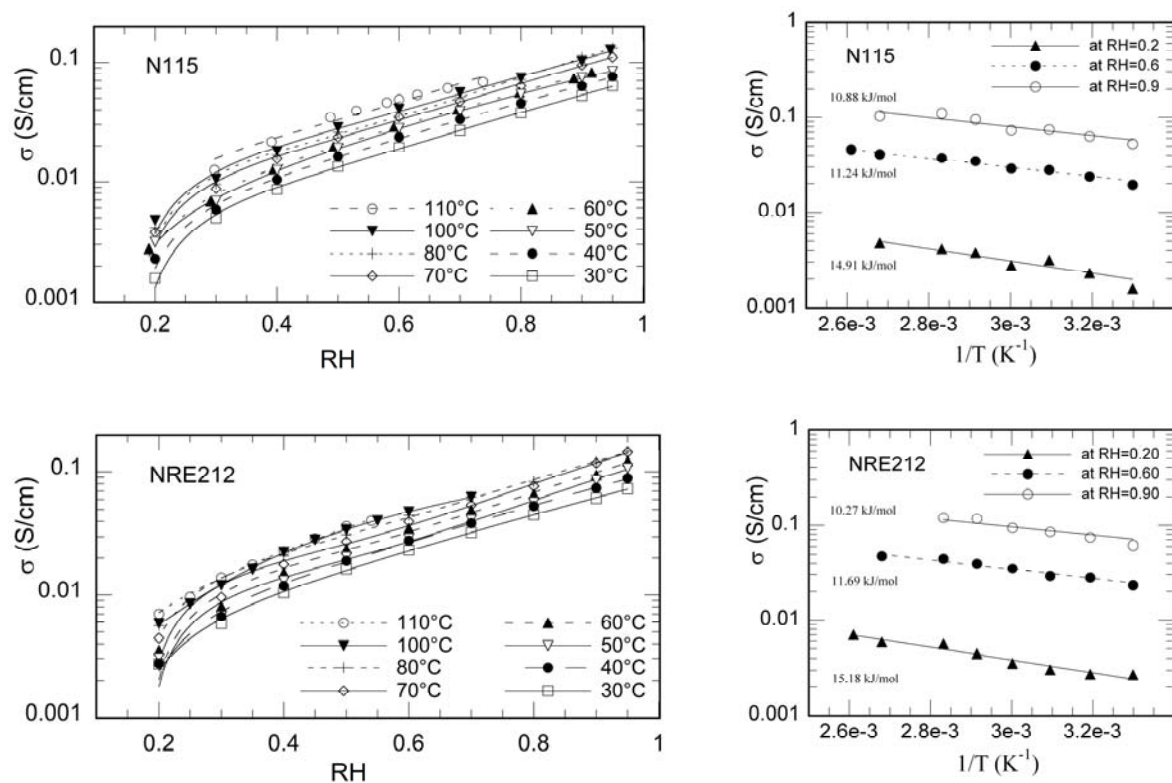 N115
0.1
0.01
0.001
σ (S/cm)
110°C
100°C
80°C
70°C
60°C
50°C
40°C
30°C
0.2
0.4
0.6
0.8
1
RH
1
0.1
0.01
0.001
σ (S/cm)
N115
at RH=0.2
at RH=0.6
at RH=0.9
10.88 kJ/mol
11.24 kJ/mol
14.91 kJ/mol
2.6e-3
2.8e-3
3e-3
3.2e-3
1/T (K⁻¹)
NRE212
0.1
0.01
0.001
σ (S/cm)
110°C
100°C
80°C
70°C
60°C
50°C
40°C
30°C
0.2
0.4
0.6
0.8
1
RH
1
0.1
0.01
0.001
σ (S/cm)
NRE212
at RH=0.20
at RH=0.60
at RH=0.90
10.27 kJ/mol
11.69 kJ/mol
15.18 kJ/mol
2.6e-3
2.8e-3
3e-3
3.2e-3
1/T (K⁻¹)